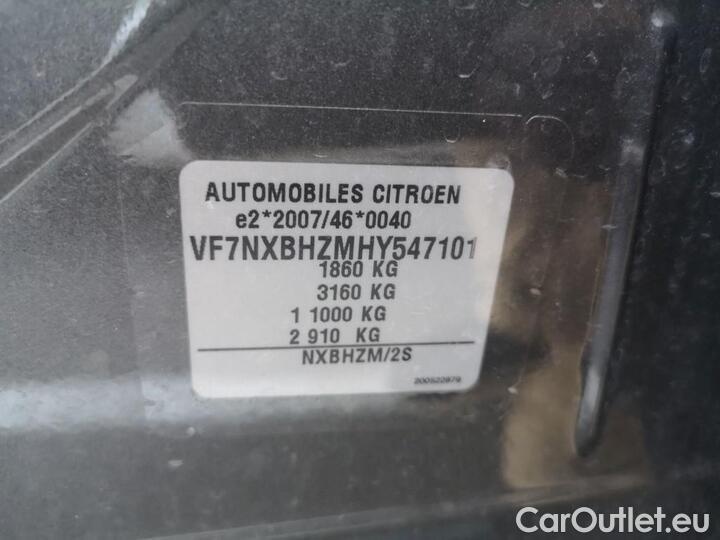 AUTOMOBILES CITROEN
e2*2007/46*0040
VF7NXBHZMHY547101
1860 KG
3160 KG
1 1000 KG
2 910 KG
NXBHZM/2S
200522879
CarOutlet.eu